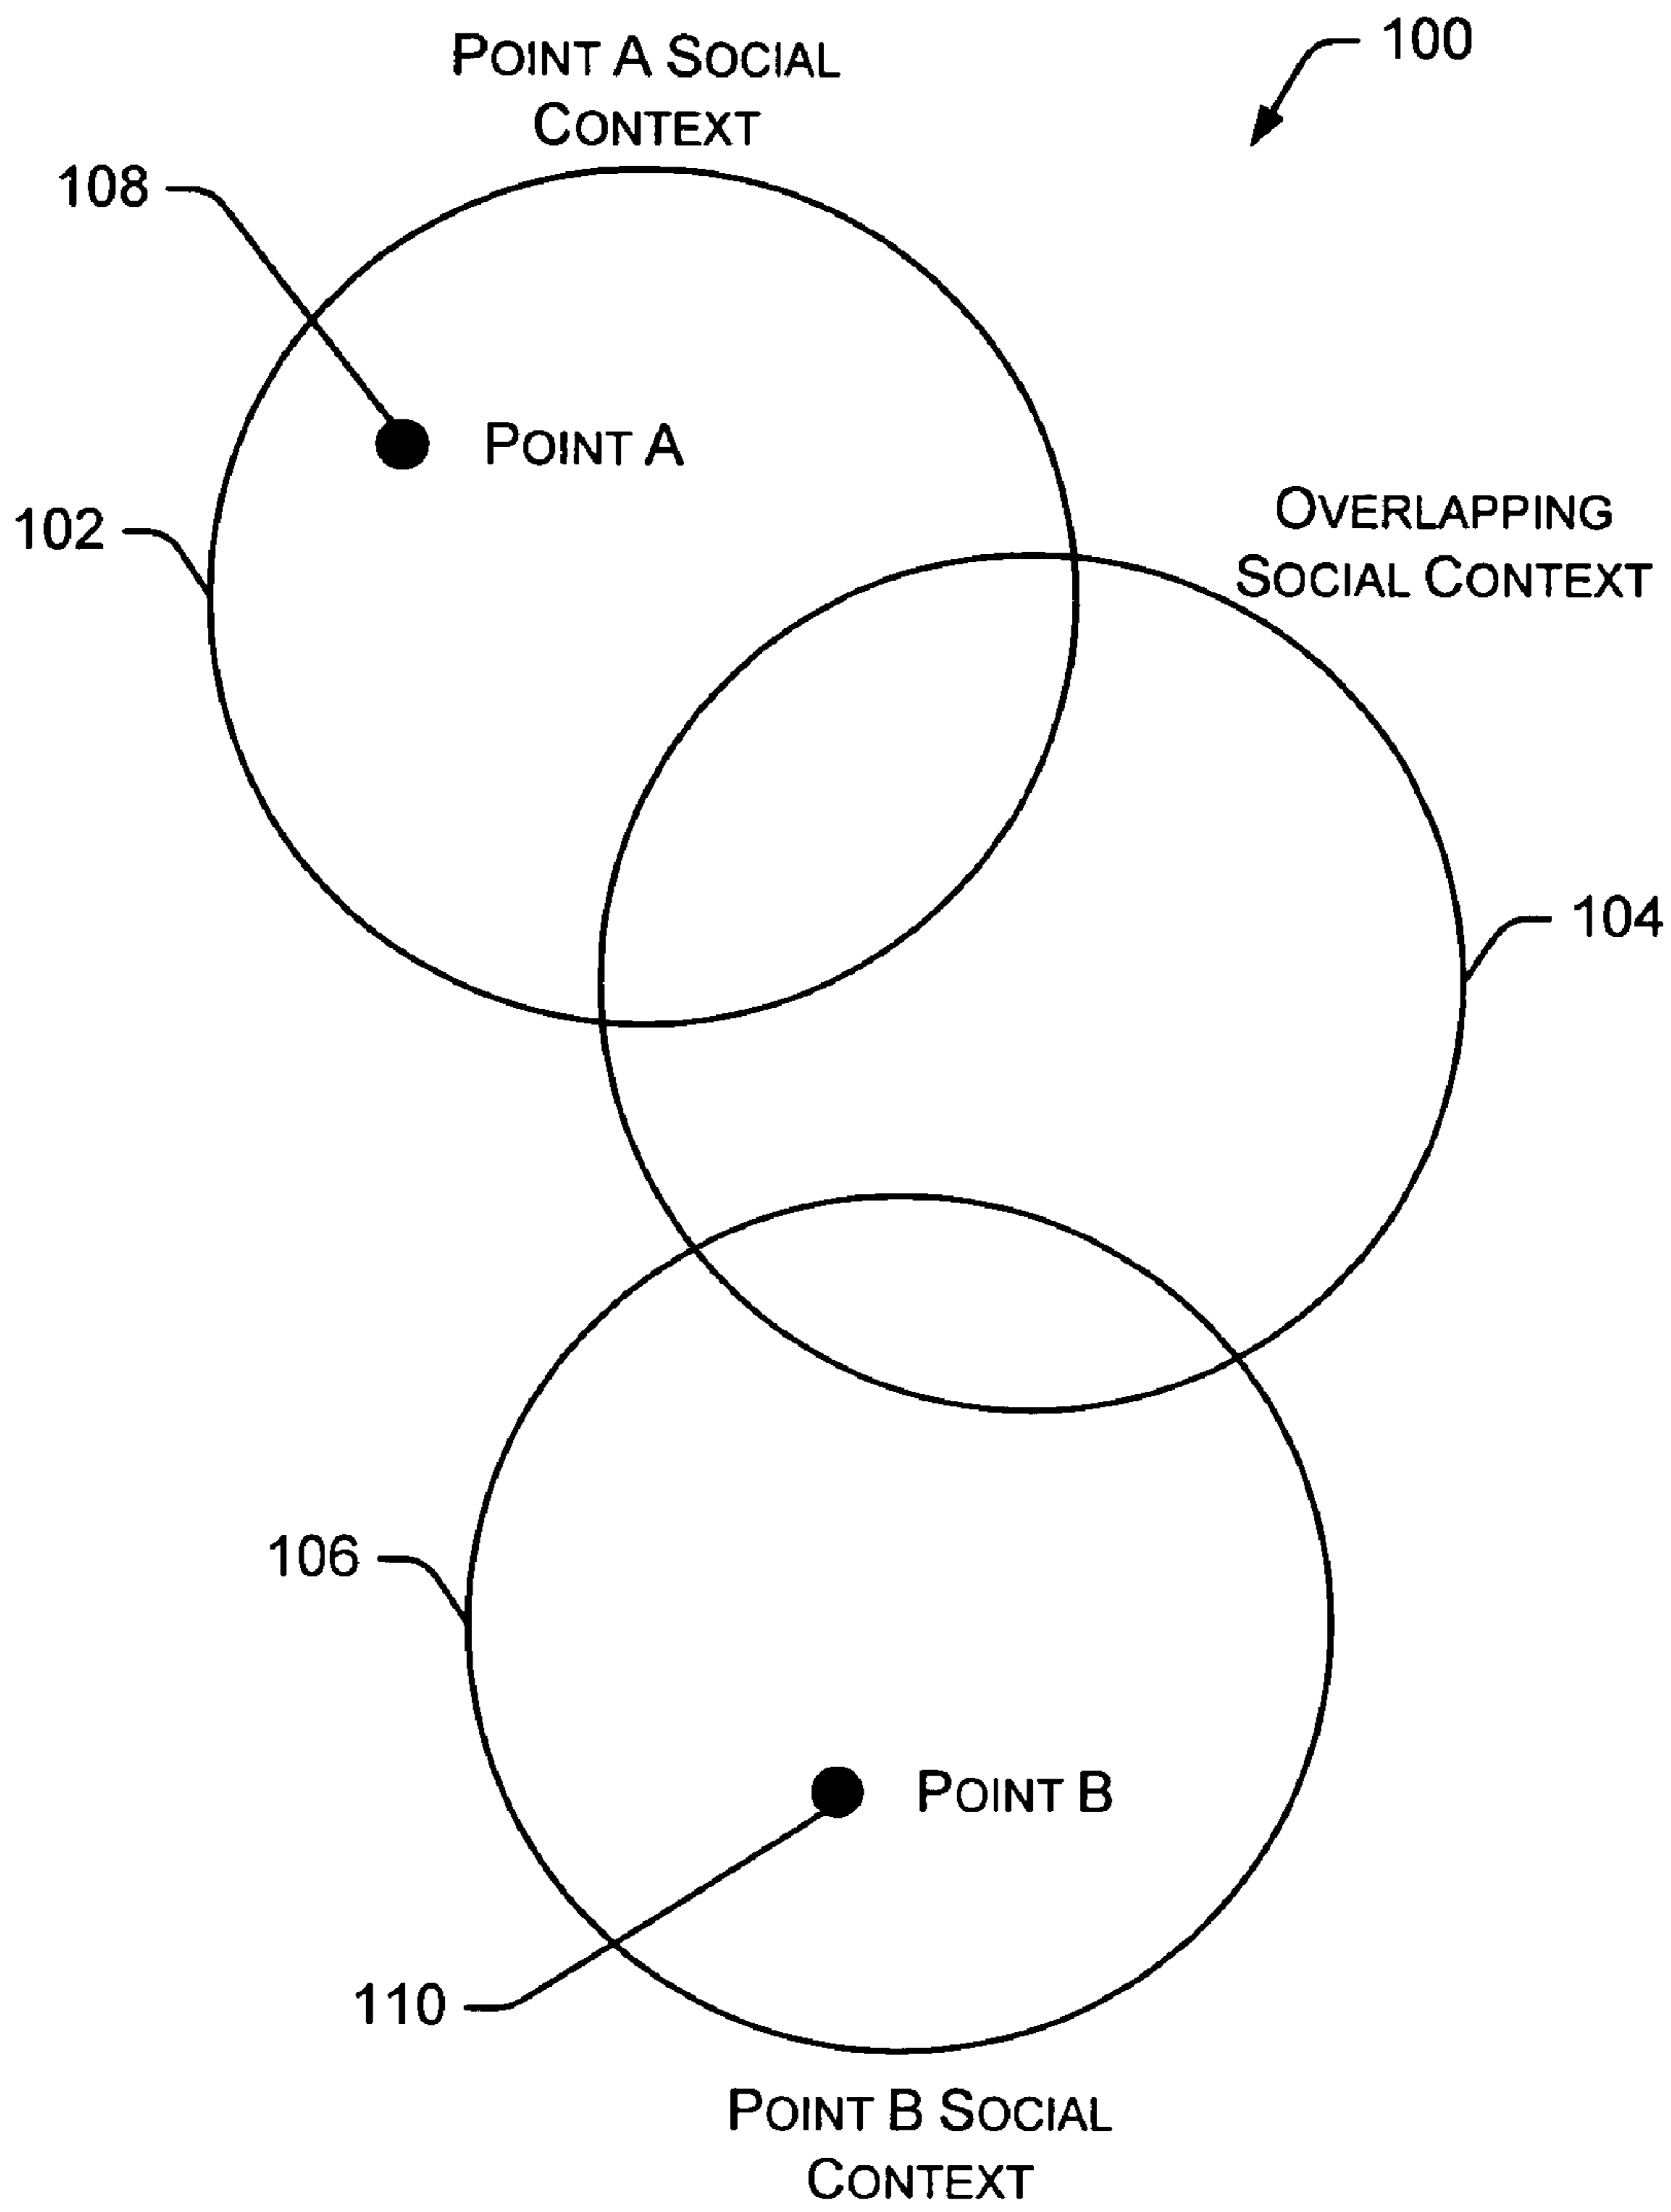 100
POINT A SOCIAL
CONTEXT
108
POINT A
102
OVERLAPPING
SOCIAL CONTEXT
104
106
POINT B
110
POINT B SOCIAL
CONTEXT